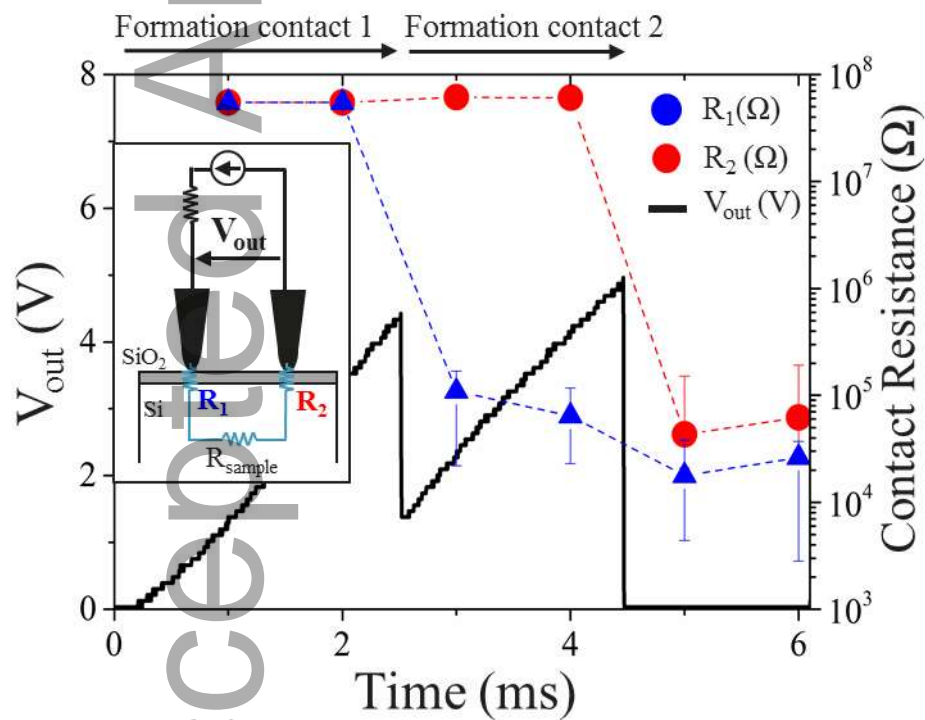 Formation contact 1
Formation contact 2
8
6
4
2
0
V_out (V)
10^8
10^7
10^6
10^5
10^4
10^3
Contact Resistance (Ω)
R_1(Ω)
R_2 (Ω)
V_out (V)
V_out
SiO_2
Si
R_1
R_2
R_sample
0
2
4
6
Time (ms)
cepted A